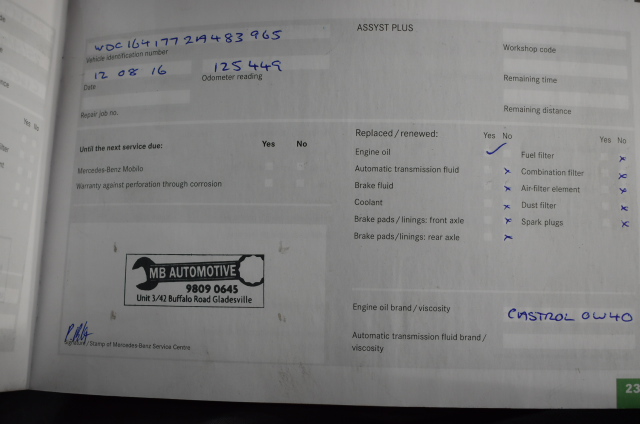 WDC1641772A483965
Vehicle identification number
12 08 16 125449
Date Odometer reading
Repair job no.
Until the next service due: Yes No
Mercedes-Benz Mobilo
Warranty against perforation through corrosion
MB AUTOMOTIVE
9809 0645
Unit 3/42 Buffalo Road Gladesville
Signature/Stamp of Mercedes-Benz Service Centre
ASSYST PLUS
Workshop code
Remaining time
Remaining distance
Replaced/renewed: Yes No Yes No
Engine oil Fuel filter
Automatic transmission fluid Combination filter
Brake fluid Air-filter element
Coolant Dust filter
Brake pads/linings: front axle Spark plugs
Brake pads/linings: rear axle
Engine oil brand/viscosity CASTROL 0W40
Automatic transmission fluid brand/
viscosity
23